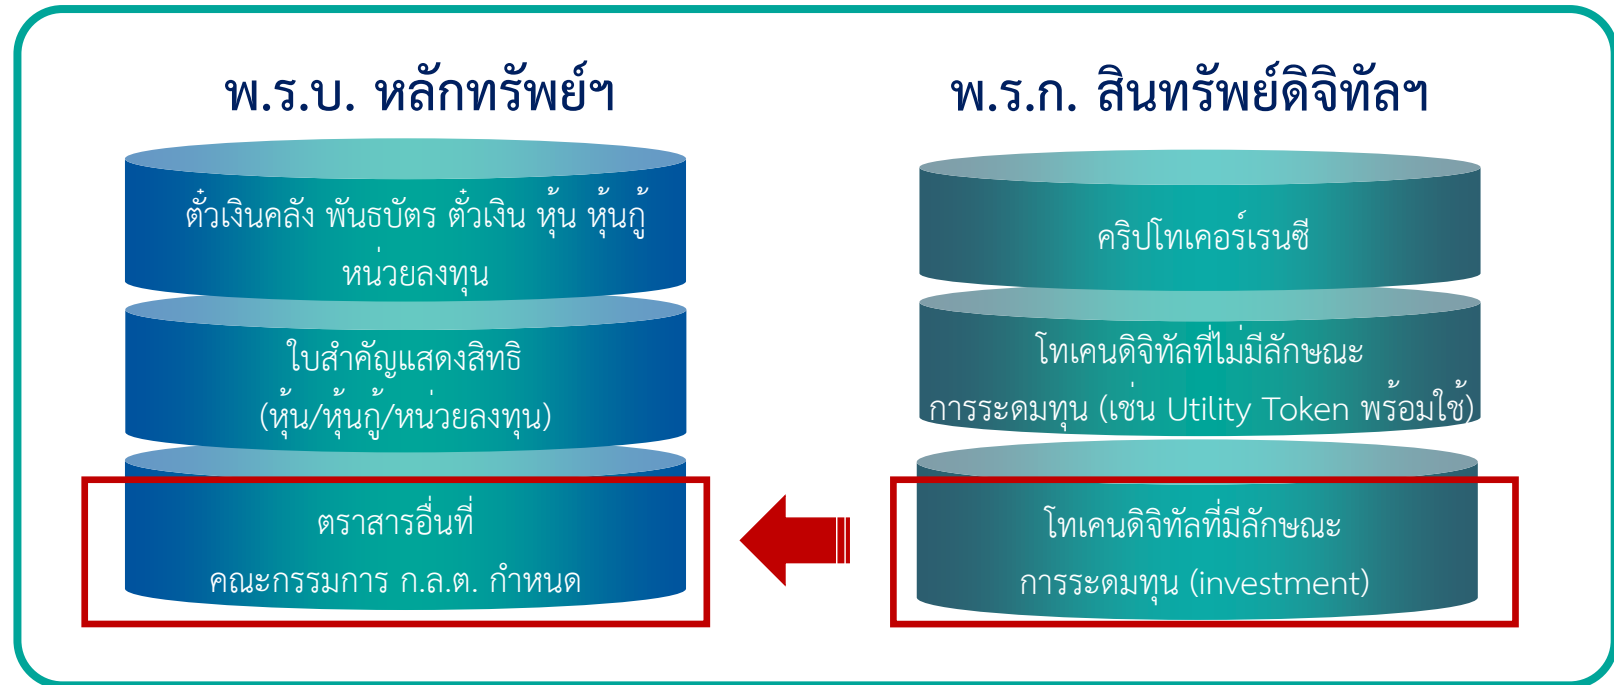 พ.ร.บ. หลักทรัพย์ฯ
ตั๋วเงินคลัง พันธบัตร ตั๋วเงิน หุ้น หุ้นกู้
หน่วยลงทุน
ใบสำคัญแสดงสิทธิ
(หุ้น/หุ้นกู้/หน่วยลงทุน)
ตราสารอื่นที่
คณะกรรมการ ก.ล.ต. กำหนด
พ.ร.ก. สินทรัพย์ดิจิทัลฯ
คริปโทเคอร์เรนซี
โทเคนดิจิทัลที่ไม่มีลักษณะ
การระดมทุน (เช่น Utility Token พร้อมใช้)
โทเคนดิจิทัลที่มีลักษณะ
การระดมทุน (investment)